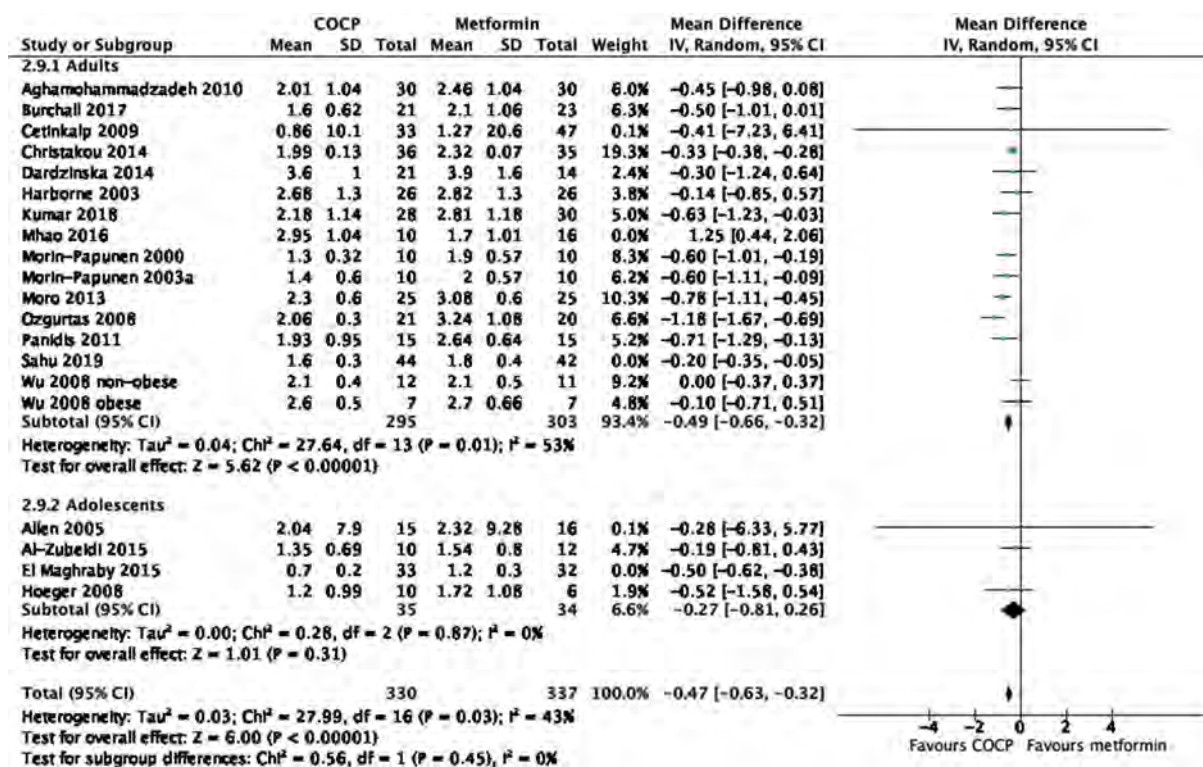 COCP Metformin Mean Difference Mean Difference
Study or Subgroup Mean SD Total Mean SD Total Weight IV, Random, 95% CI IV, Random, 95% CI
2.9.1 Adults
Aghamohammadzadeh 2010 2.01 1.04 30 2.46 1.04 30 6.0% −0.45 [−0.98, 0.08]
Burchall 2017 1.6 0.62 21 2.1 1.06 23 6.3% −0.50 [−1.01, 0.01]
Cetinkalp 2009 0.86 10.1 33 1.27 20.6 47 0.1% −0.41 [−7.23, 6.41]
Christakou 2014 1.99 0.13 36 2.32 0.07 35 19.3% −0.33 [−0.38, −0.28]
Dardzinska 2014 3.6 1 21 3.9 1.6 14 2.4% −0.30 [−1.24, 0.64]
Harborne 2003 2.68 1.3 26 2.82 1.3 26 3.8% −0.14 [−0.85, 0.57]
Kumar 2018 2.18 1.14 28 2.81 1.18 30 5.0% −0.63 [−1.23, −0.03]
Mhao 2016 2.95 1.04 10 1.7 1.01 16 0.0% 1.25 [0.44, 2.06]
Morin−Papunen 2000 1.3 0.32 10 1.9 0.57 10 8.3% −0.60 [−1.01, −0.19]
Morin−Papunen 2003a 1.4 0.6 10 2 0.57 10 6.2% −0.60 [−1.11, −0.09]
Moro 2013 2.3 0.6 25 3.08 0.6 25 10.3% −0.78 [−1.11, −0.45]
Ozgurtas 2008 2.06 0.3 21 3.24 1.08 20 6.6% −1.18 [−1.67, −0.69]
Panidis 2011 1.93 0.95 15 2.64 0.64 15 5.2% −0.71 [−1.29, −0.13]
Sahu 2019 1.6 0.3 44 1.8 0.4 42 0.0% −0.20 [−0.35, −0.05]
Wu 2008 non−obese 2.1 0.4 12 2.1 0.5 11 9.2% 0.00 [−0.37, 0.37]
Wu 2008 obese 2.6 0.5 7 2.7 0.66 7 4.8% −0.10 [−0.71, 0.51]
Subtotal (95% CI) 295 303 93.4% −0.49 [−0.66, −0.32]
Heterogeneity: Tau² = 0.04; Chi² = 27.64, df = 13 (P = 0.01); I² = 53%
Test for overall effect: Z = 5.62 (P < 0.00001)
2.9.2 Adolescents
Allen 2005 2.04 7.9 15 2.32 9.28 16 0.1% −0.28 [−6.33, 5.77]
Al−Zubeidi 2015 1.35 0.69 10 1.54 0.8 12 4.7% −0.19 [−0.81, 0.43]
El Maghraby 2015 0.7 0.2 33 1.2 0.3 32 0.0% −0.50 [−0.62, −0.38]
Hoeger 2008 1.2 0.99 10 1.72 1.08 6 1.9% −0.52 [−1.58, 0.54]
Subtotal (95% CI) 35 34 6.6% −0.27 [−0.81, 0.26]
Heterogeneity: Tau² = 0.00; Chi² = 0.28, df = 2 (P = 0.87); I² = 0%
Test for overall effect: Z = 1.01 (P = 0.31)
Total (95% CI) 330 337 100.0% −0.47 [−0.63, −0.32]
Heterogeneity: Tau² = 0.03; Chi² = 27.99, df = 16 (P = 0.03); I² = 43%
Test for overall effect: Z = 6.00 (P < 0.00001)
Test for subgroup differences: Chi² = 0.56, df = 1 (P = 0.45), I² = 0%
−4 −2 0 2 4
Favours COCP Favours metformin